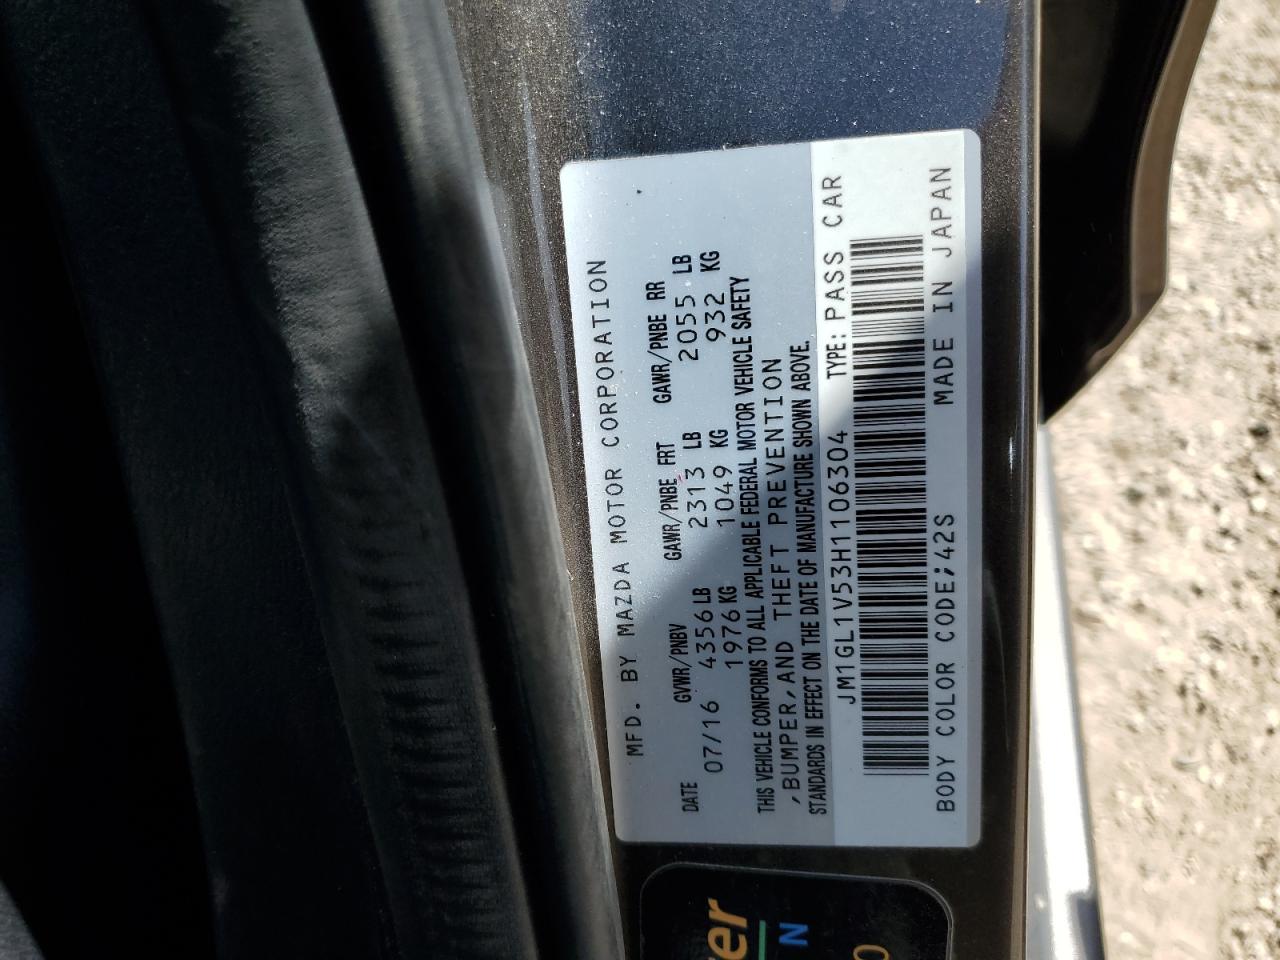 MFD. BY MAZDA MOTOR CORPORATION
DATE GVWR/PNBV GAWR/PNBE FRT GAWR/PNBE RR
07/16 4356 LB 2313 LB 2055 LB
1976 KG 1049 KG 932 KG
THIS VEHICLE CONFORMS TO ALL APPLICABLE FEDERAL MOTOR VEHICLE SAFETY
,BUMPER,AND THEFT PREVENTION
STANDARDS IN EFFECT ON THE DATE OF MANUFACTURE SHOWN ABOVE.
JM1GL1V53H1106304 TYPE: PASS CAR
BODY COLOR CODE;42S MADE IN JAPAN
er
N
0